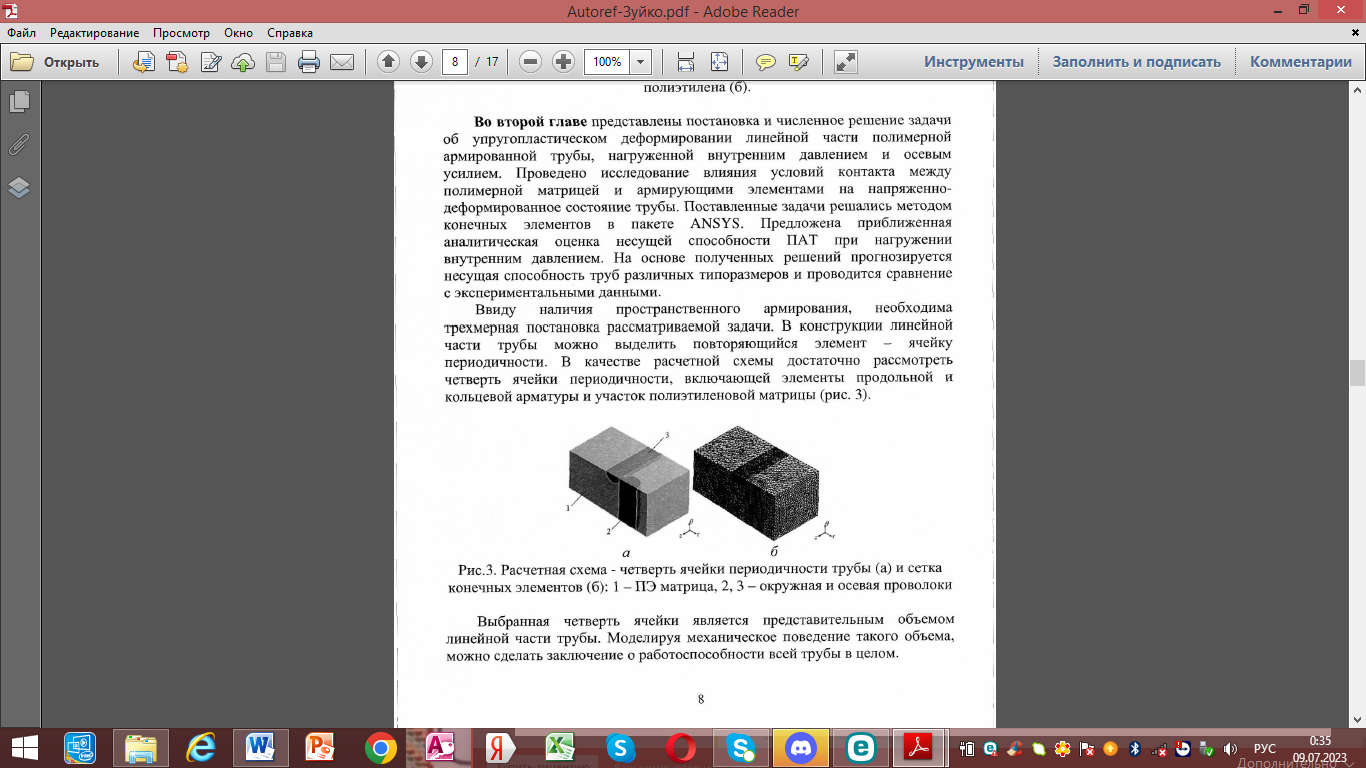 Autoref-Зуйко.pdf - Adobe Reader
Файл Редактирование Просмотр Окно Справка
Открыть 8 / 17 100% Инструменты Заполнить и подписать Комментарии
полиэтилена (б).
Во второй главе представлены постановка и численное решение задачи
об упругопластическом деформировании линейной части полимерной
армированной трубы, нагруженной внутренним давлением и осевым
усилием. Проведено исследование влияния условий контакта между
полимерной матрицей и армирующими элементами на напряженно-
деформированное состояние трубы. Поставленные задачи решались методом
конечных элементов в пакете ANSYS. Предложена приближенная
аналитическая оценка несущей способности ПАТ при нагружении
внутренним давлением. На основе полученных решений прогнозируется
несущая способность труб различных типоразмеров и проводится сравнение
с экспериментальными данными.
Ввиду наличия пространственного армирования, необходима
трехмерная постановка рассматриваемой задачи. В конструкции линейной
части трубы можно выделить повторяющийся элемент – ячейку
периодичности. В качестве расчетной схемы достаточно рассмотреть
четверть ячейки периодичности, включающей элементы продольной и
кольцевой арматуры и участок полиэтиленовой матрицы (рис. 3).
3
1
2
а б
Рис.3. Расчетная схема - четверть ячейки периодичности трубы (а) и сетка
конечных элементов (б): 1 – ПЭ матрица, 2, 3 – окружная и осевая проволоки
Выбранная четверть ячейки является представительным объемом
линейной части трубы. Моделируя механическое поведение такого объема,
можно сделать заключение о работоспособности всей трубы в целом.
8
РУС
0:35
09.07.2023
Дополнительно